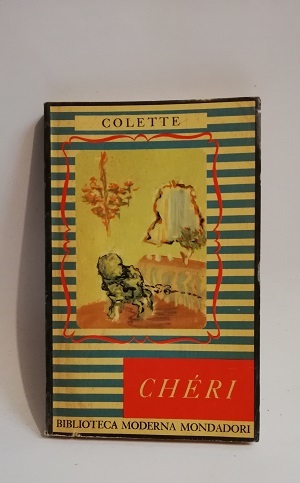 COLETTE
CHÉRI
BIBLIOTECA MODERNA MONDADORI